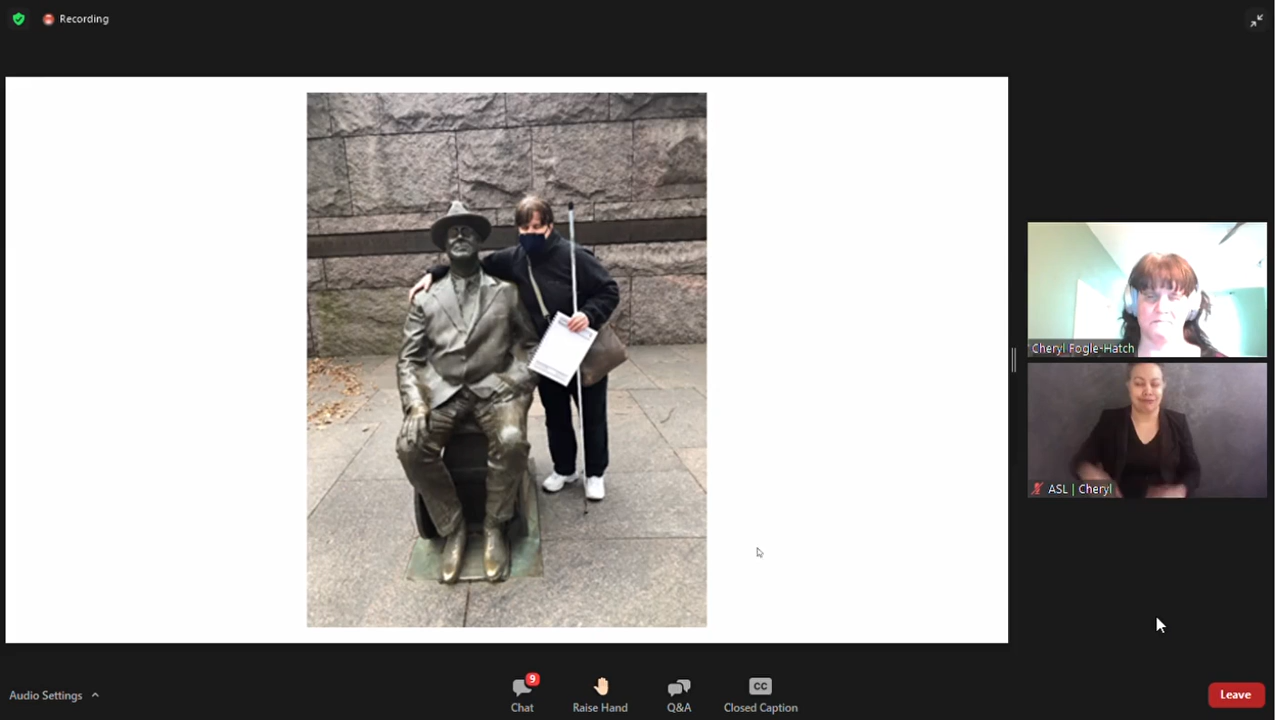 Recording
Cheryl Fogle-Hatch
ASL | Cheryl
Audio Settings
9
Chat
Raise Hand
Q&A
CC
Closed Caption
Leave